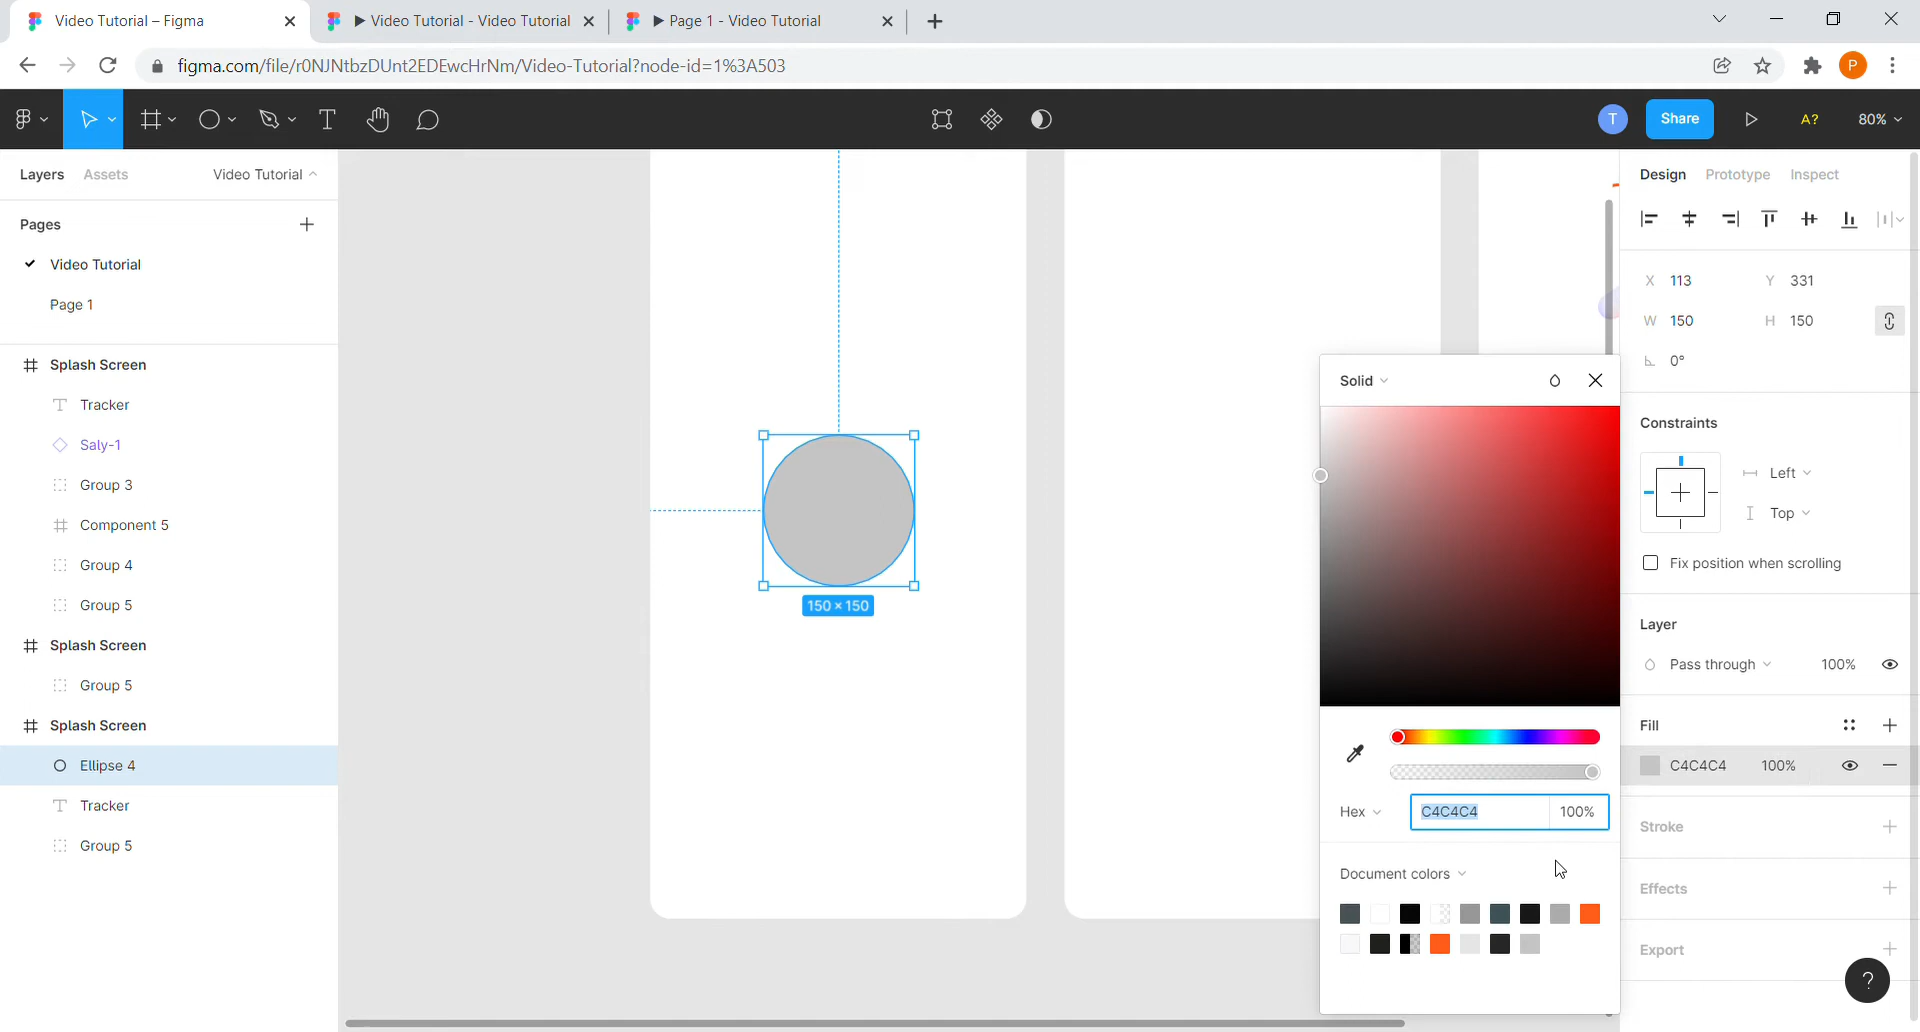 Video Tutorial – Figma
▶ Video Tutorial - Video Tutorial
▶ Page 1 - Video Tutorial
figma.com/file/r0NJNtbzDUnt2EDEwcHrNm/Video-Tutorial?node-id=1%3A503
P
T
Share
A?
80%
Layers
Assets
Video Tutorial
Pages
Video Tutorial
Page 1
Splash Screen
Tracker
Saly-1
Group 3
Component 5
Group 4
Group 5
Splash Screen
Group 5
Splash Screen
Ellipse 4
Tracker
Group 5
150 × 150
Solid
Hex
C4C4C4
100%
Document colors
Design
Prototype
Inspect
X 113
Y 331
W 150
H 150
0°
Constraints
Left
Top
Fix position when scrolling
Layer
Pass through
100%
Fill
C4C4C4
100%
Stroke
Effects
Export
?